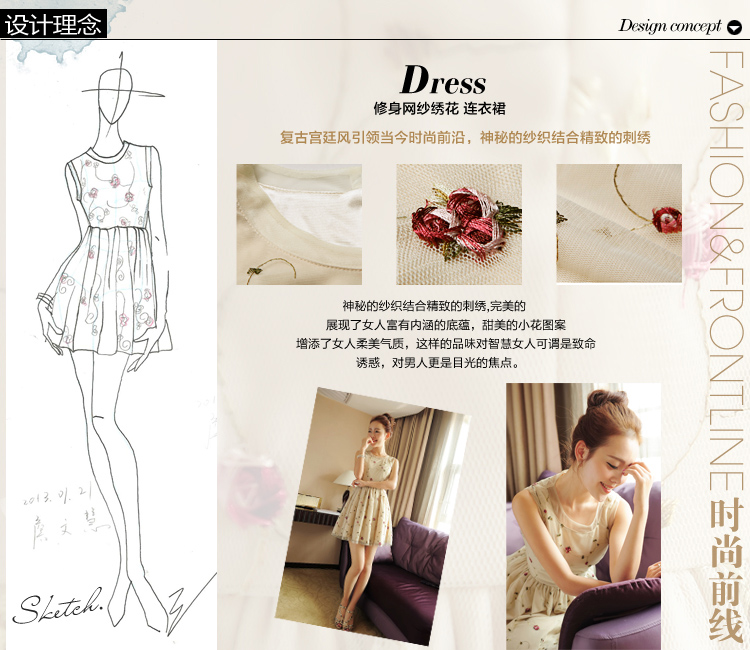 设计理念
Design concept
Dress
修身网纱绣花 连衣裙
复古宫廷风引领当今时尚前沿，神秘的纱织结合精致的刺绣
神秘的纱织结合精致的刺绣,完美的
展现了女人富有内涵的底蕴，甜美的小花图案
增添了女人柔美气质，这样的品味对智慧女人可谓是致命
诱惑，对男人更是目光的焦点。
2013.01.21
Sketch.
FASHION&FRONTLINE
时尚前线